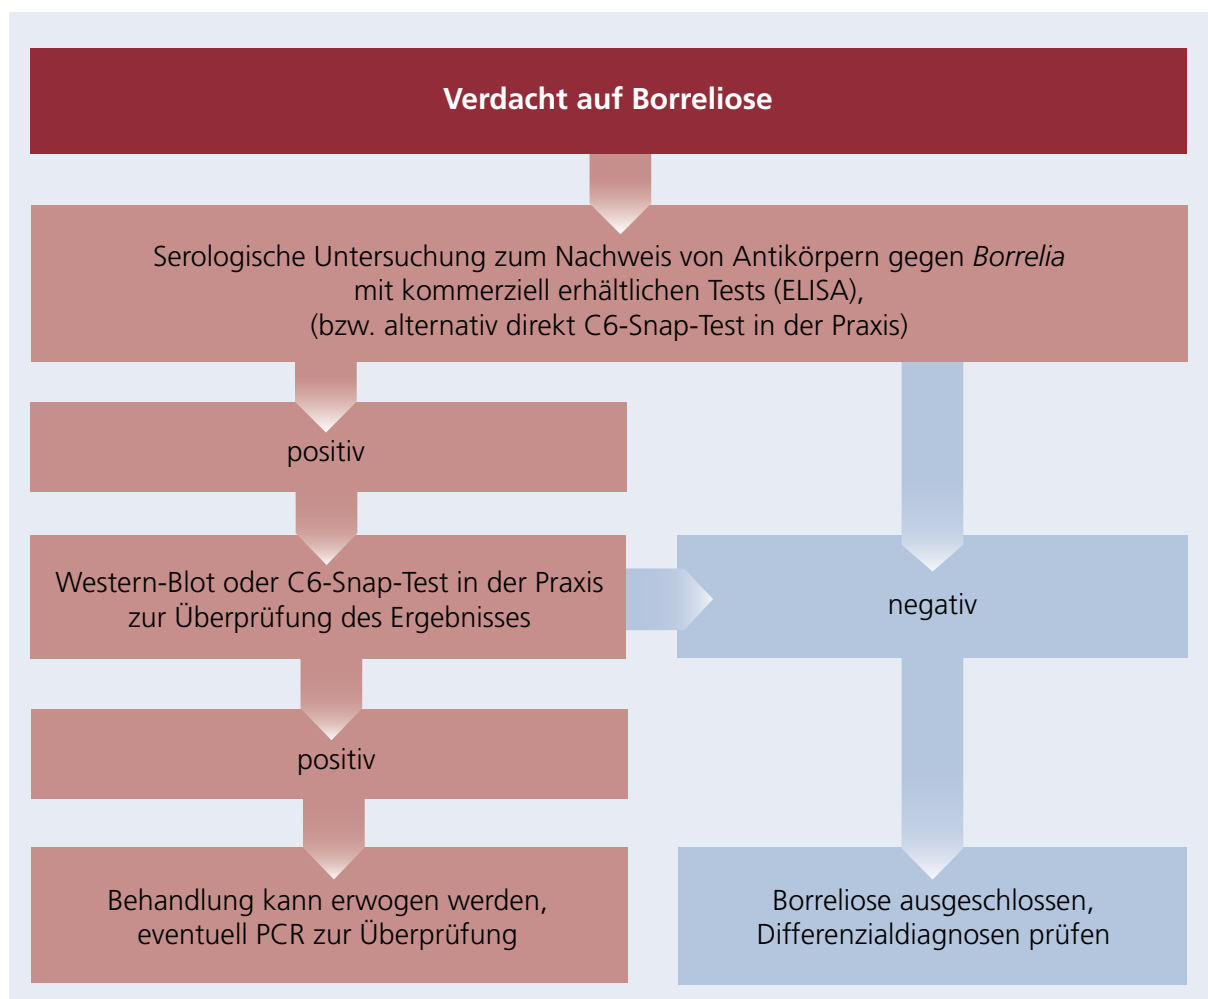 Verdacht auf Borreliose
Serologische Untersuchung zum Nachweis von Antikörpern gegen Borrelia
mit kommerziell erhältlichen Tests (ELISA),
(bzw. alternativ direkt C6-Snap-Test in der Praxis)
positiv
Western-Blot oder C6-Snap-Test in der Praxis
zur Überprüfung des Ergebnisses
negativ
positiv
Behandlung kann erwogen werden,
eventuell PCR zur Überprüfung
Borreliose ausgeschlossen,
Differenzialdiagnosen prüfen